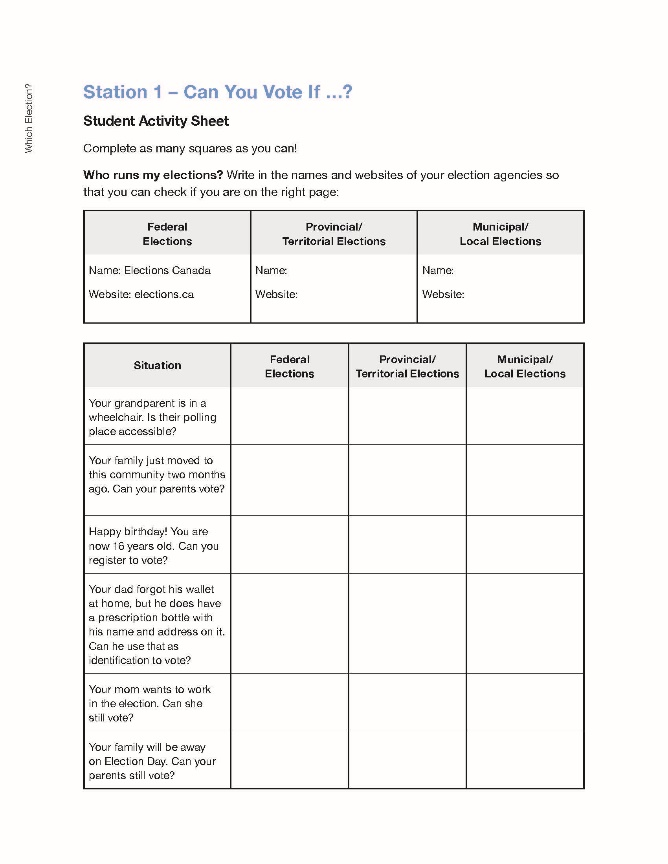 Which Election?
Station 1 – Can You Vote If ...?
Student Activity Sheet
Complete as many squares as you can!
Who runs my elections? Write in the names and websites of your election agencies so
that you can check if you are on the right page:
Federal
Elections
Provincial/
Territorial Elections
Municipal/
Local Elections
Name: Elections Canada
Website: elections.ca
Name:
Website:
Name:
Website:
Situation
Federal
Elections
Provincial/
Territorial Elections
Municipal/
Local Elections
Your grandparent is in a
wheelchair. Is their polling
place accessible?
Your family just moved to
this community two months
ago. Can your parents vote?
Happy birthday! You are
now 16 years old. Can you
register to vote?
Your dad forgot his wallet
at home, but he does have
a prescription bottle with
his name and address on it.
Can he use that as
identification to vote?
Your mom wants to work
in the election. Can she
still vote?
Your family will be away
on Election Day. Can your
parents still vote?